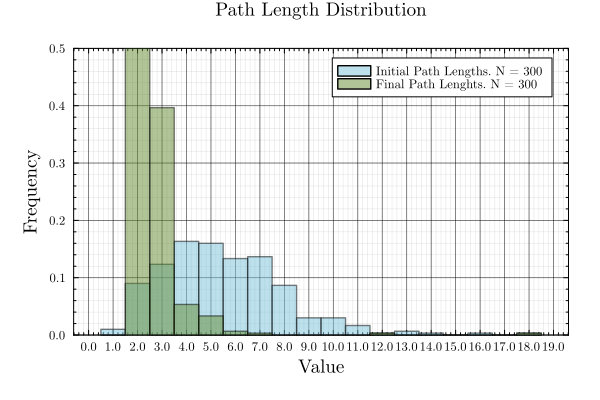 Path Length Distribution
0.5
Initial Path Lengths. N = 300
Final Path Lenghts. N = 300
0.4
0.3
Frequency
0.2
0.1
0.0
0.0 1.0 2.0 3.0 4.0 5.0 6.0 7.0 8.0 9.0 10.0 11.0 12.0 13.0 14.0 15.0 16.0 17.0 18.0 19.0
Value